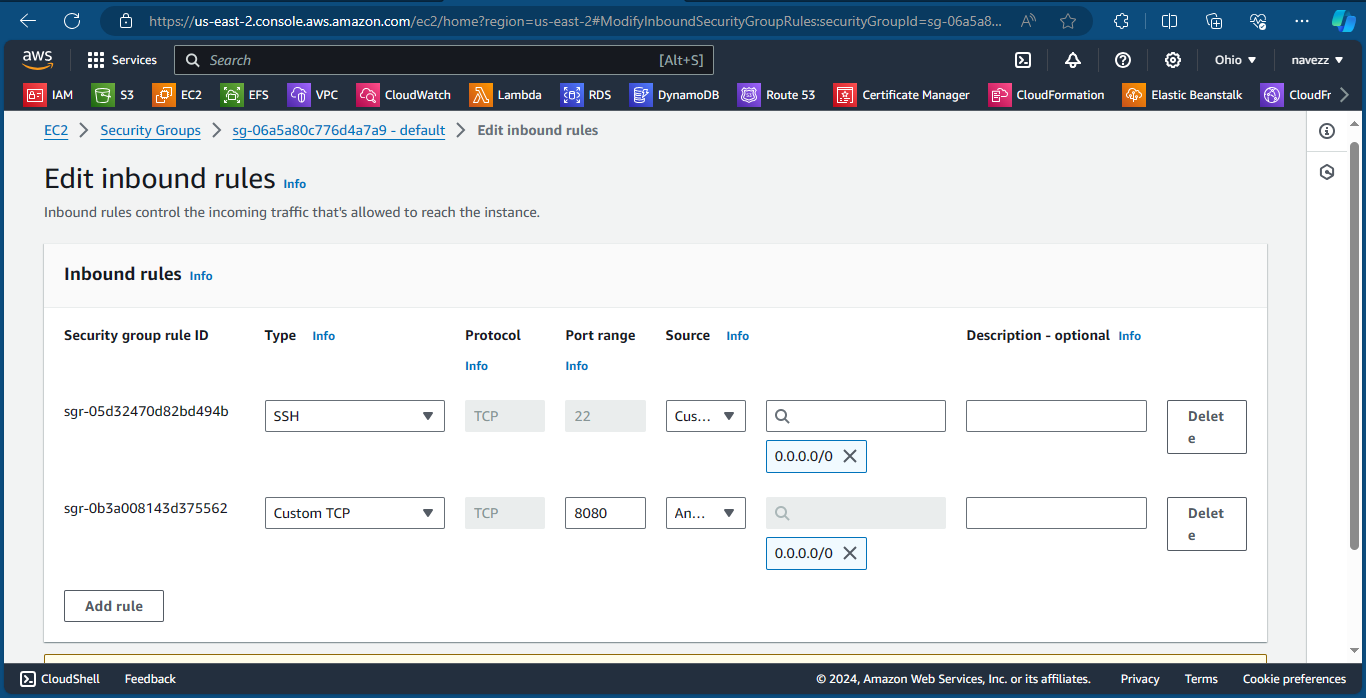 https://us-east-2.console.aws.amazon.com/ec2/home?region=us-east-2#ModifyInboundSecurityGroupRules:securityGroupId=sg-06a5a8...
aws Services Search [Alt+S] Ohio navezz
IAM S3 EC2 EFS VPC CloudWatch Lambda RDS DynamoDB Route 53 Certificate Manager CloudFormation Elastic Beanstalk CloudFr
EC2 Security Groups sg-06a5a80c776d4a7a9 - default Edit inbound rules
Edit inbound rules Info
Inbound rules control the incoming traffic that's allowed to reach the instance.
Inbound rules Info
Security group rule ID Type Info Protocol Port range Source Info Description - optional Info
Info Info
sgr-05d32470d82bd494b SSH TCP 22 Cus... Delet
e
0.0.0.0/0
sgr-0b3a008143d375562 Custom TCP TCP 8080 An... Delet
e
0.0.0.0/0
Add rule
CloudShell Feedback © 2024, Amazon Web Services, Inc. or its affiliates. Privacy Terms Cookie preferences